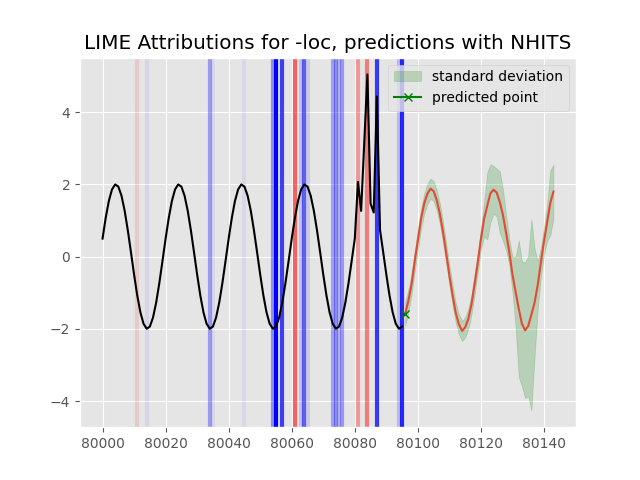 LIME Attributions for -loc, predictions with NHITS
standard deviation
predicted point
4
2
0
−2
−4
80000 80020 80040 80060 80080 80100 80120 80140